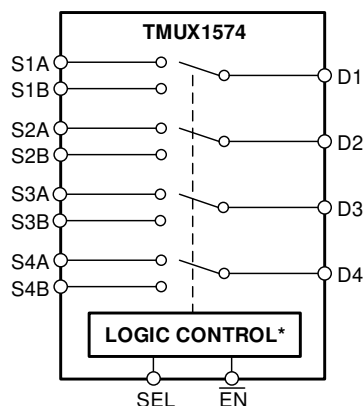 TMUX1574
S1A
D1
S1B
S2A
D2
S2B
S3A
D3
S3B
S4A
D4
S4B
LOGIC CONTROL*
SEL
EN